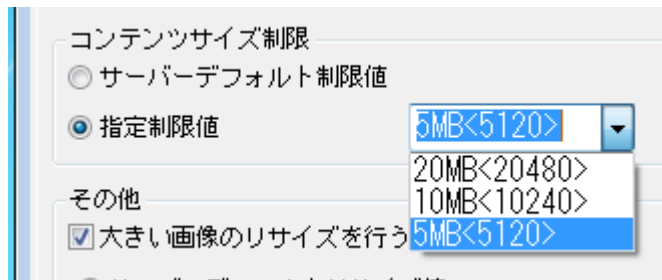 コンテンツサイズ制限
サーバーデフォルト制限値
指定制限値
5MB<5120>
20MB<20480>
10MB<10240>
5MB<5120>
その他
大きい画像のリサイズを行う